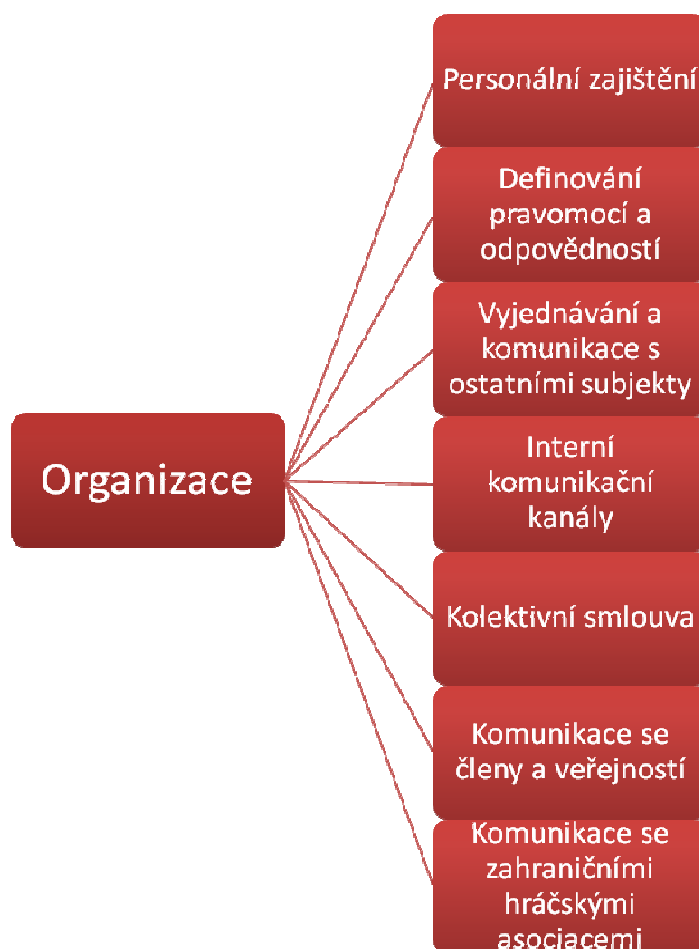 Organizace
Personální zajištění
Definování
pravomocí a
odpovědností
Vyjednávání a
komunikace s
ostatními subjekty
Interní
komunikační
kanály
Kolektivní smlouva
Komunikace se
členy a veřejností
Komunikace se
zahraničními
hráčskými
asociacemi